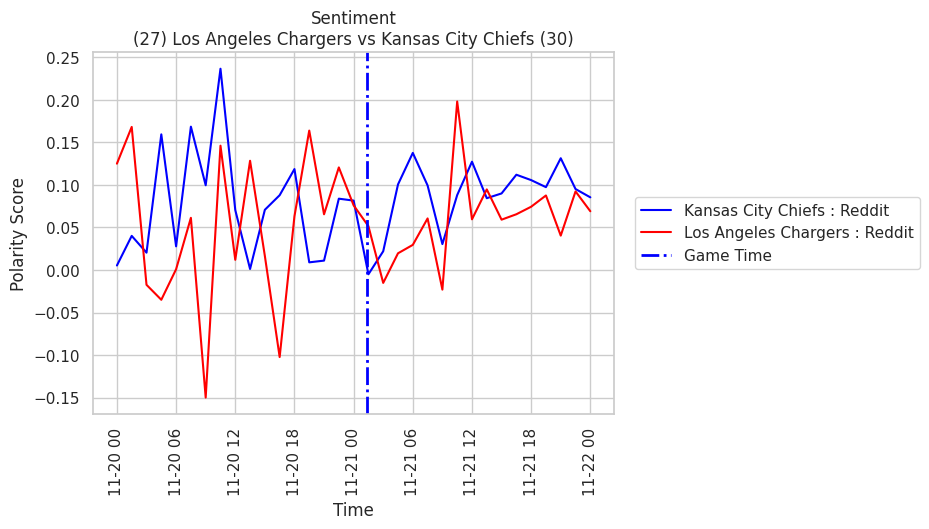 Sentiment
(27) Los Angeles Chargers vs Kansas City Chiefs (30)
Polarity Score
0.25
0.20
0.15
0.10
0.05
0.00
−0.05
−0.10
−0.15
11-20 00
11-20 06
11-20 12
11-20 18
11-21 00
11-21 06
11-21 12
11-21 18
11-22 00
Time
Kansas City Chiefs : Reddit
Los Angeles Chargers : Reddit
Game Time